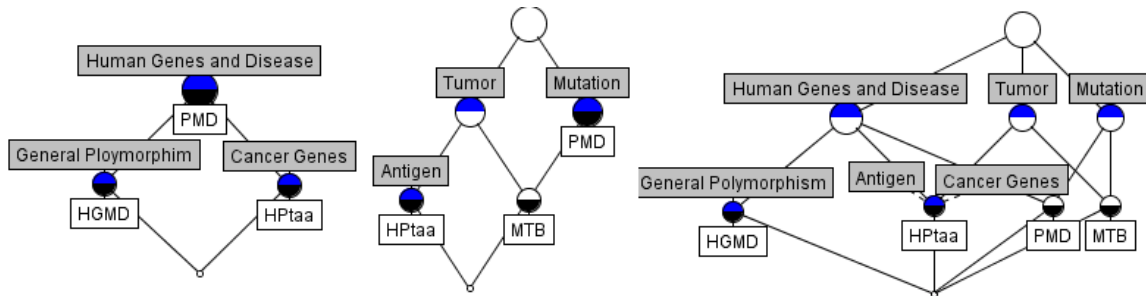 Human Genes and Disease
PMD
General Ploymorphim
Cancer Genes
HGMD
HPtaa
Tumor
Mutation
PMD
Antigen
HPtaa
MTB
Human Genes and Disease
Tumor
Mutation
General Polymorphism
Antigen
Cancer Genes
HGMD
HPtaa
PMD
MTB